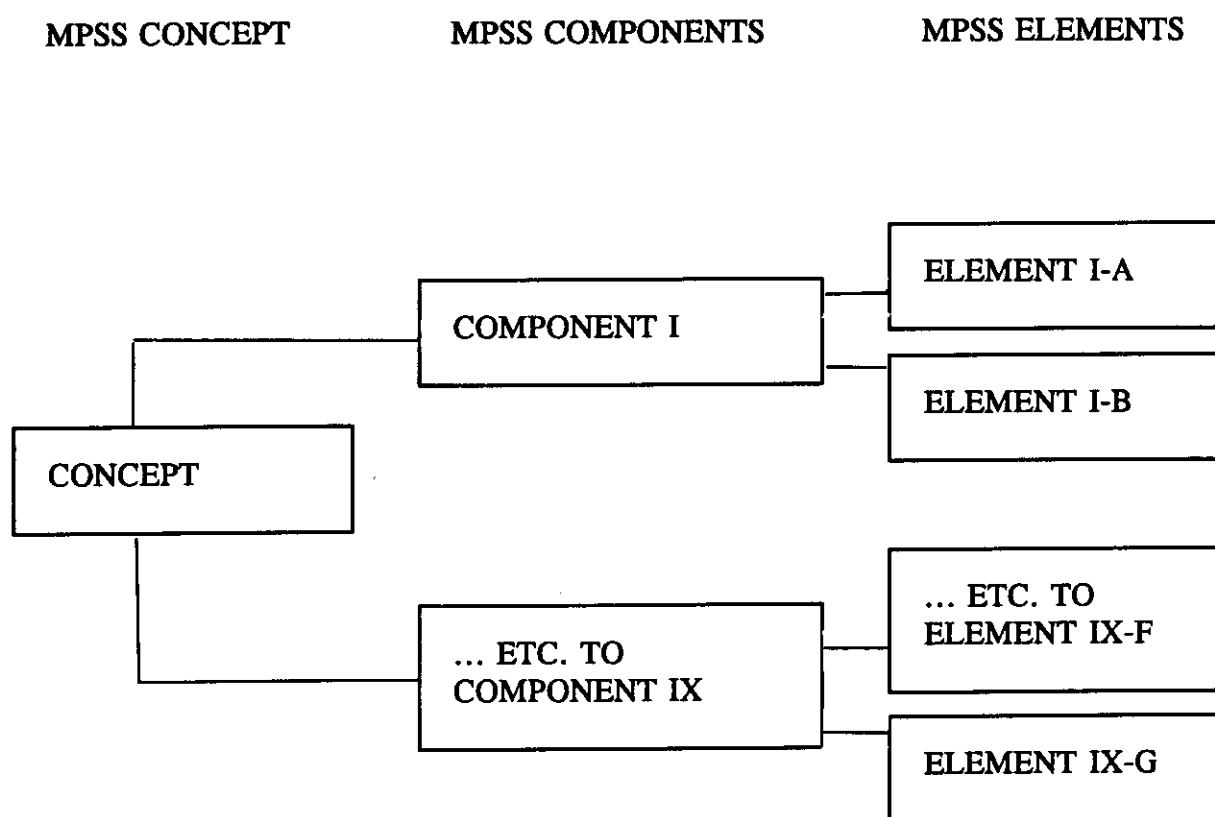 MPSS CONCEPT
MPSS COMPONENTS
MPSS ELEMENTS
CONCEPT
COMPONENT I
ELEMENT I-A
ELEMENT I-B
... ETC. TO
COMPONENT IX
... ETC. TO
ELEMENT IX-F
ELEMENT IX-G